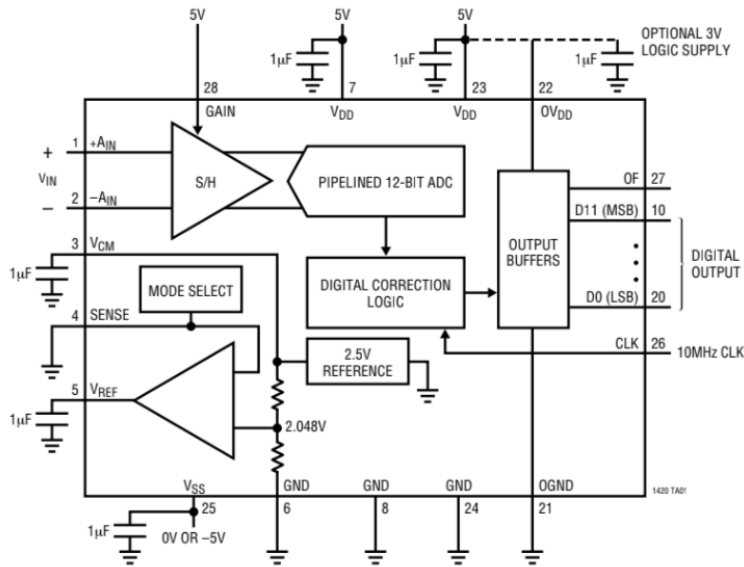 5V
5V
5V
OPTIONAL 3V
LOGIC SUPPLY
1µF
1µF
1µF
28
7
23
22
GAIN
VDD
VDD
OVDD
+
1
+AIN
VIN
S/H
PIPELINED 12-BIT ADC
OF
27
−
2
−AIN
D11 (MSB)
10
3
VCM
OUTPUT
BUFFERS
DIGITAL
OUTPUT
1µF
MODE SELECT
DIGITAL CORRECTION
LOGIC
D0 (LSB)
20
4
SENSE
CLK
26
10MHz CLK
2.5V
REFERENCE
5
VREF
1µF
2.048V
VSS
GND
GND
GND
OGND
1420 TA01
25
6
8
24
21
1µF
0V OR –5V